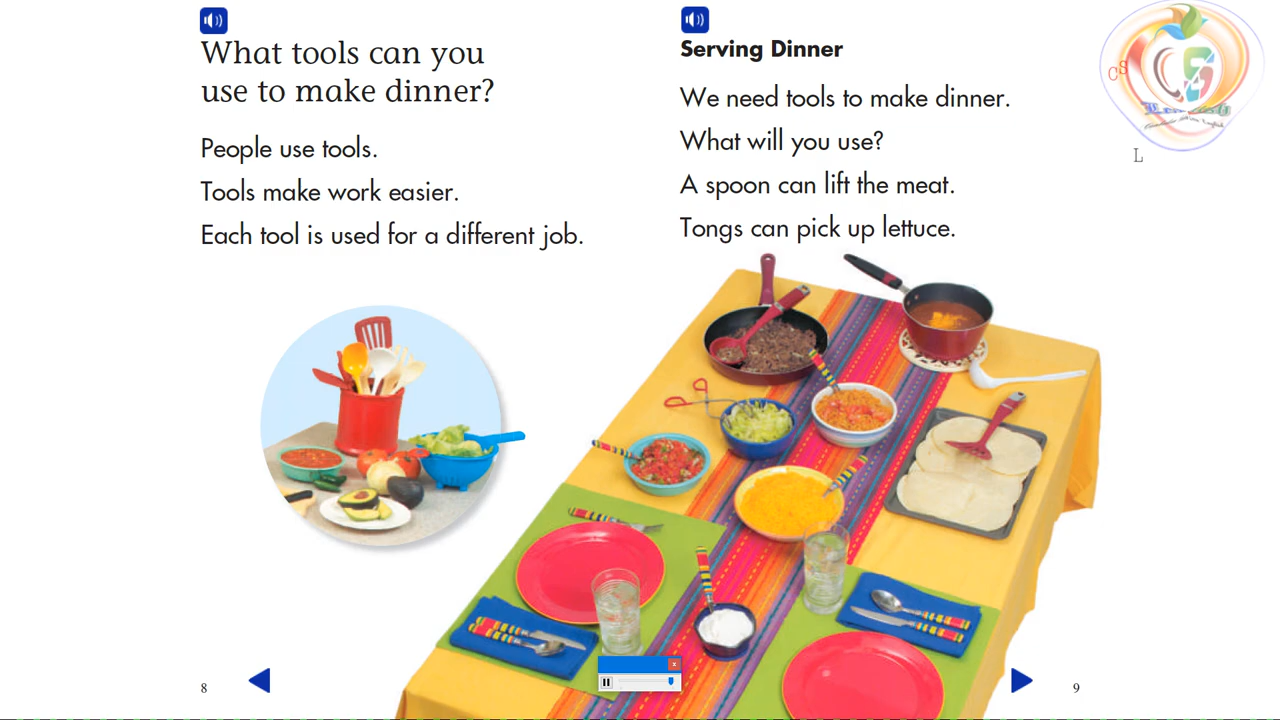 What tools can you
use to make dinner?
People use tools.
Tools make work easier.
Each tool is used for a different job.
8
Serving Dinner
We need tools to make dinner.
What will you use?
A spoon can lift the meat.
Tongs can pick up lettuce.
9
CS
L